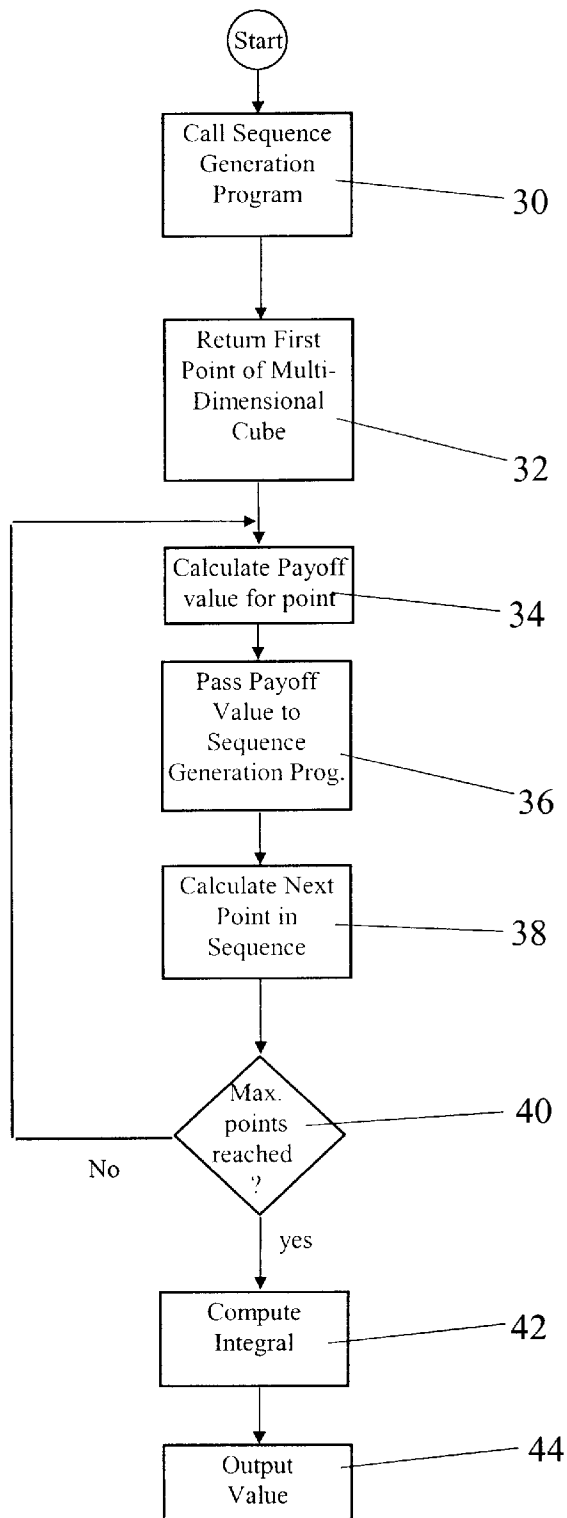 Start
Call Sequence
Generation
Program
30
Return First
Point of Multi-
Dimensional
Cube
32
Calculate Payoff
value for point
34
Pass Payoff
Value to
Sequence
Generation Prog.
36
Calculate Next
Point in
Sequence
38
Max.
points
reached
?
40
No
yes
Compute
Integral
42
Output
Value
44